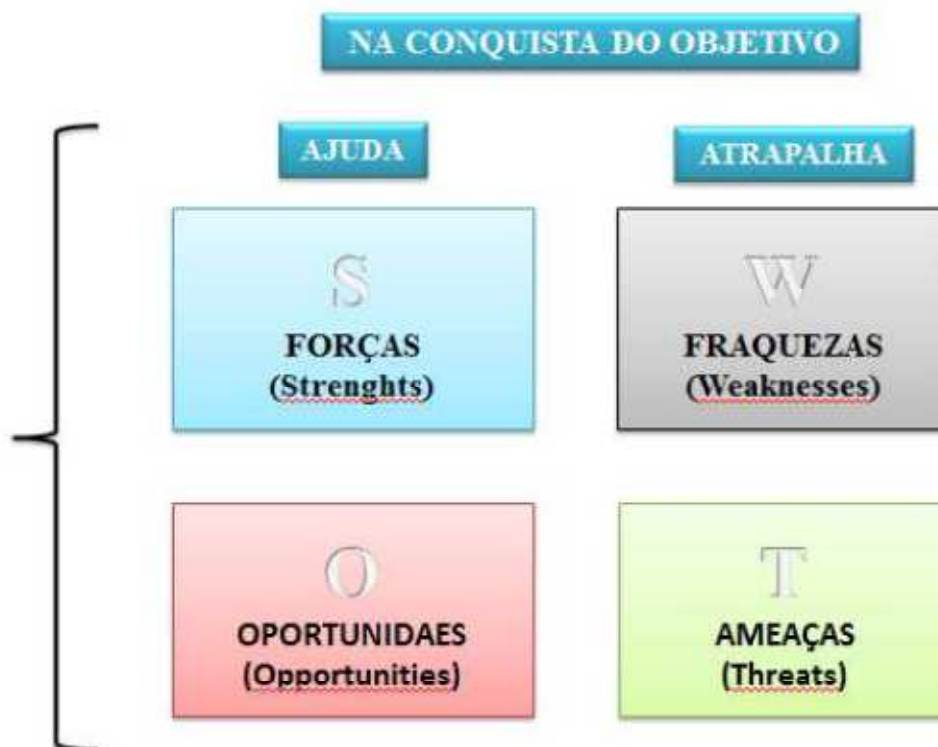 NA CONQUISTA DO OBJETIVO
AJUDA
ATRAPALHA
S
FORÇAS
(Strenghts)
W
FRAQUEZAS
(Weaknesses)
O
OPORTUNIDAES
(Opportunities)
T
AMEAÇAS
(Threats)